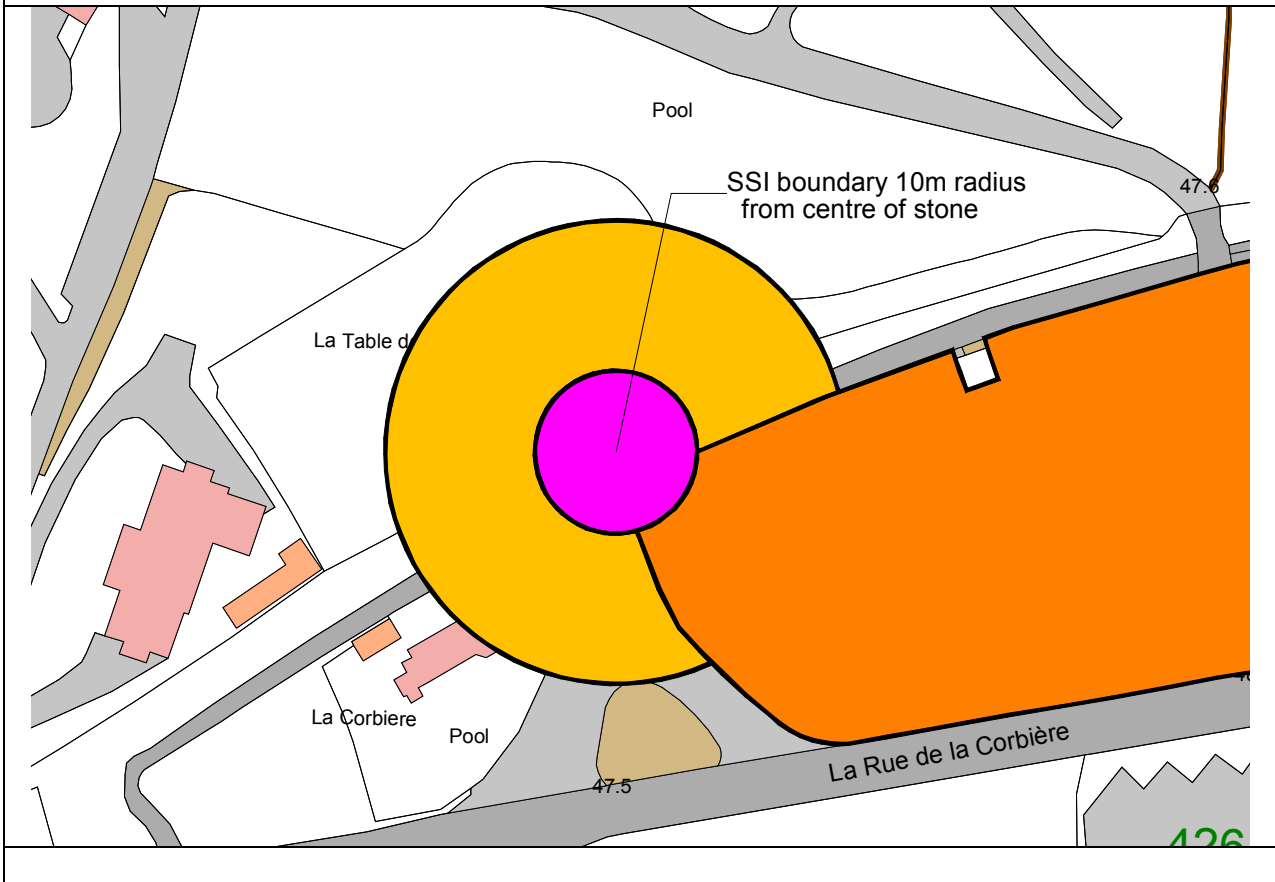 Pool
SSI boundary 10m radius
from centre of stone
47.6
La Table d
La Corbiere
Pool
La Rue de la Corbière
47.5
426